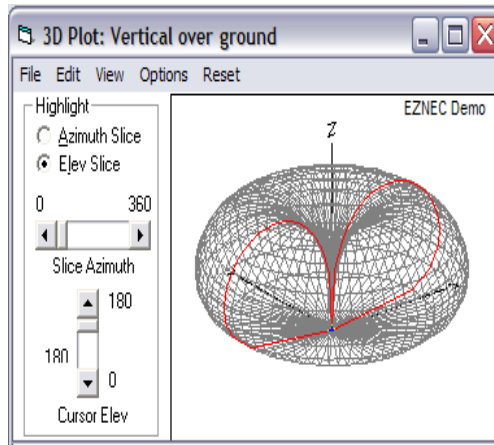 3D Plot: Vertical over ground
File Edit View Options Reset
Highlight
Azimuth Slice
Elev Slice
0 360
Slice Azimuth
180
180
0
Cursor Elev
EZNEC Demo
Z